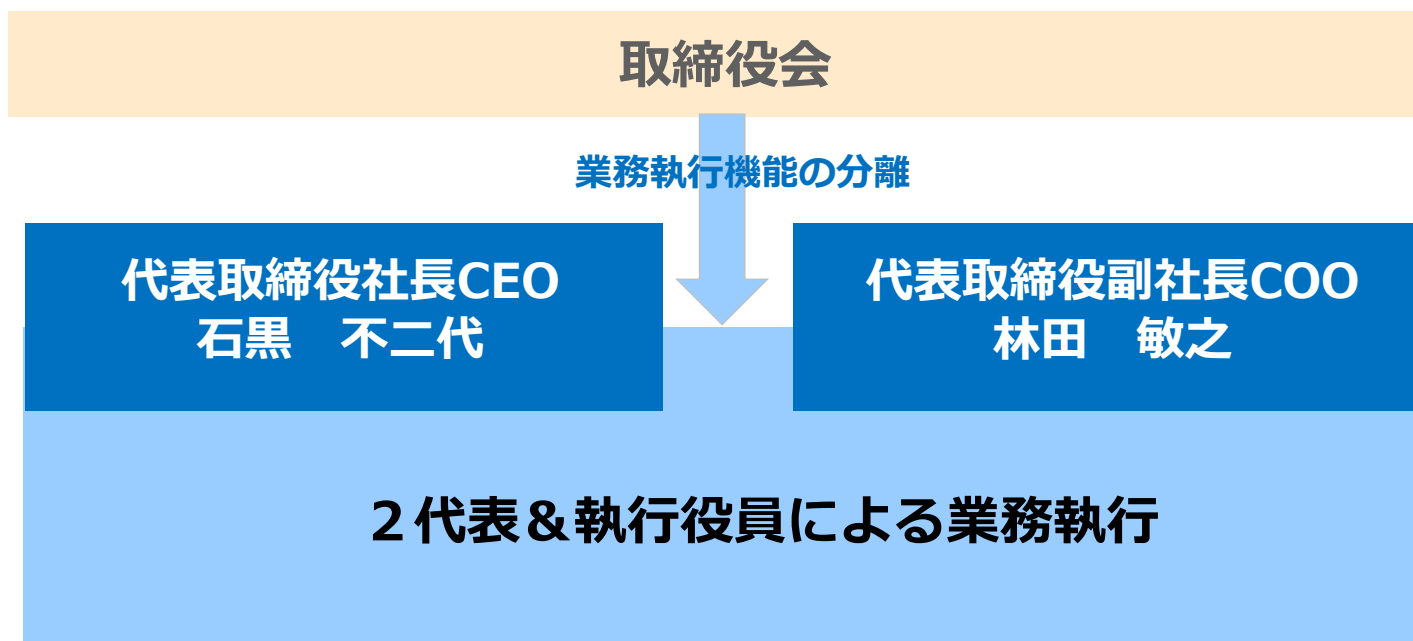 取締役会
業務執行機能の分離
代表取締役社長CEO
石黒　不二代
代表取締役副社長COO
林田　敏之
２代表＆執行役員による業務執行